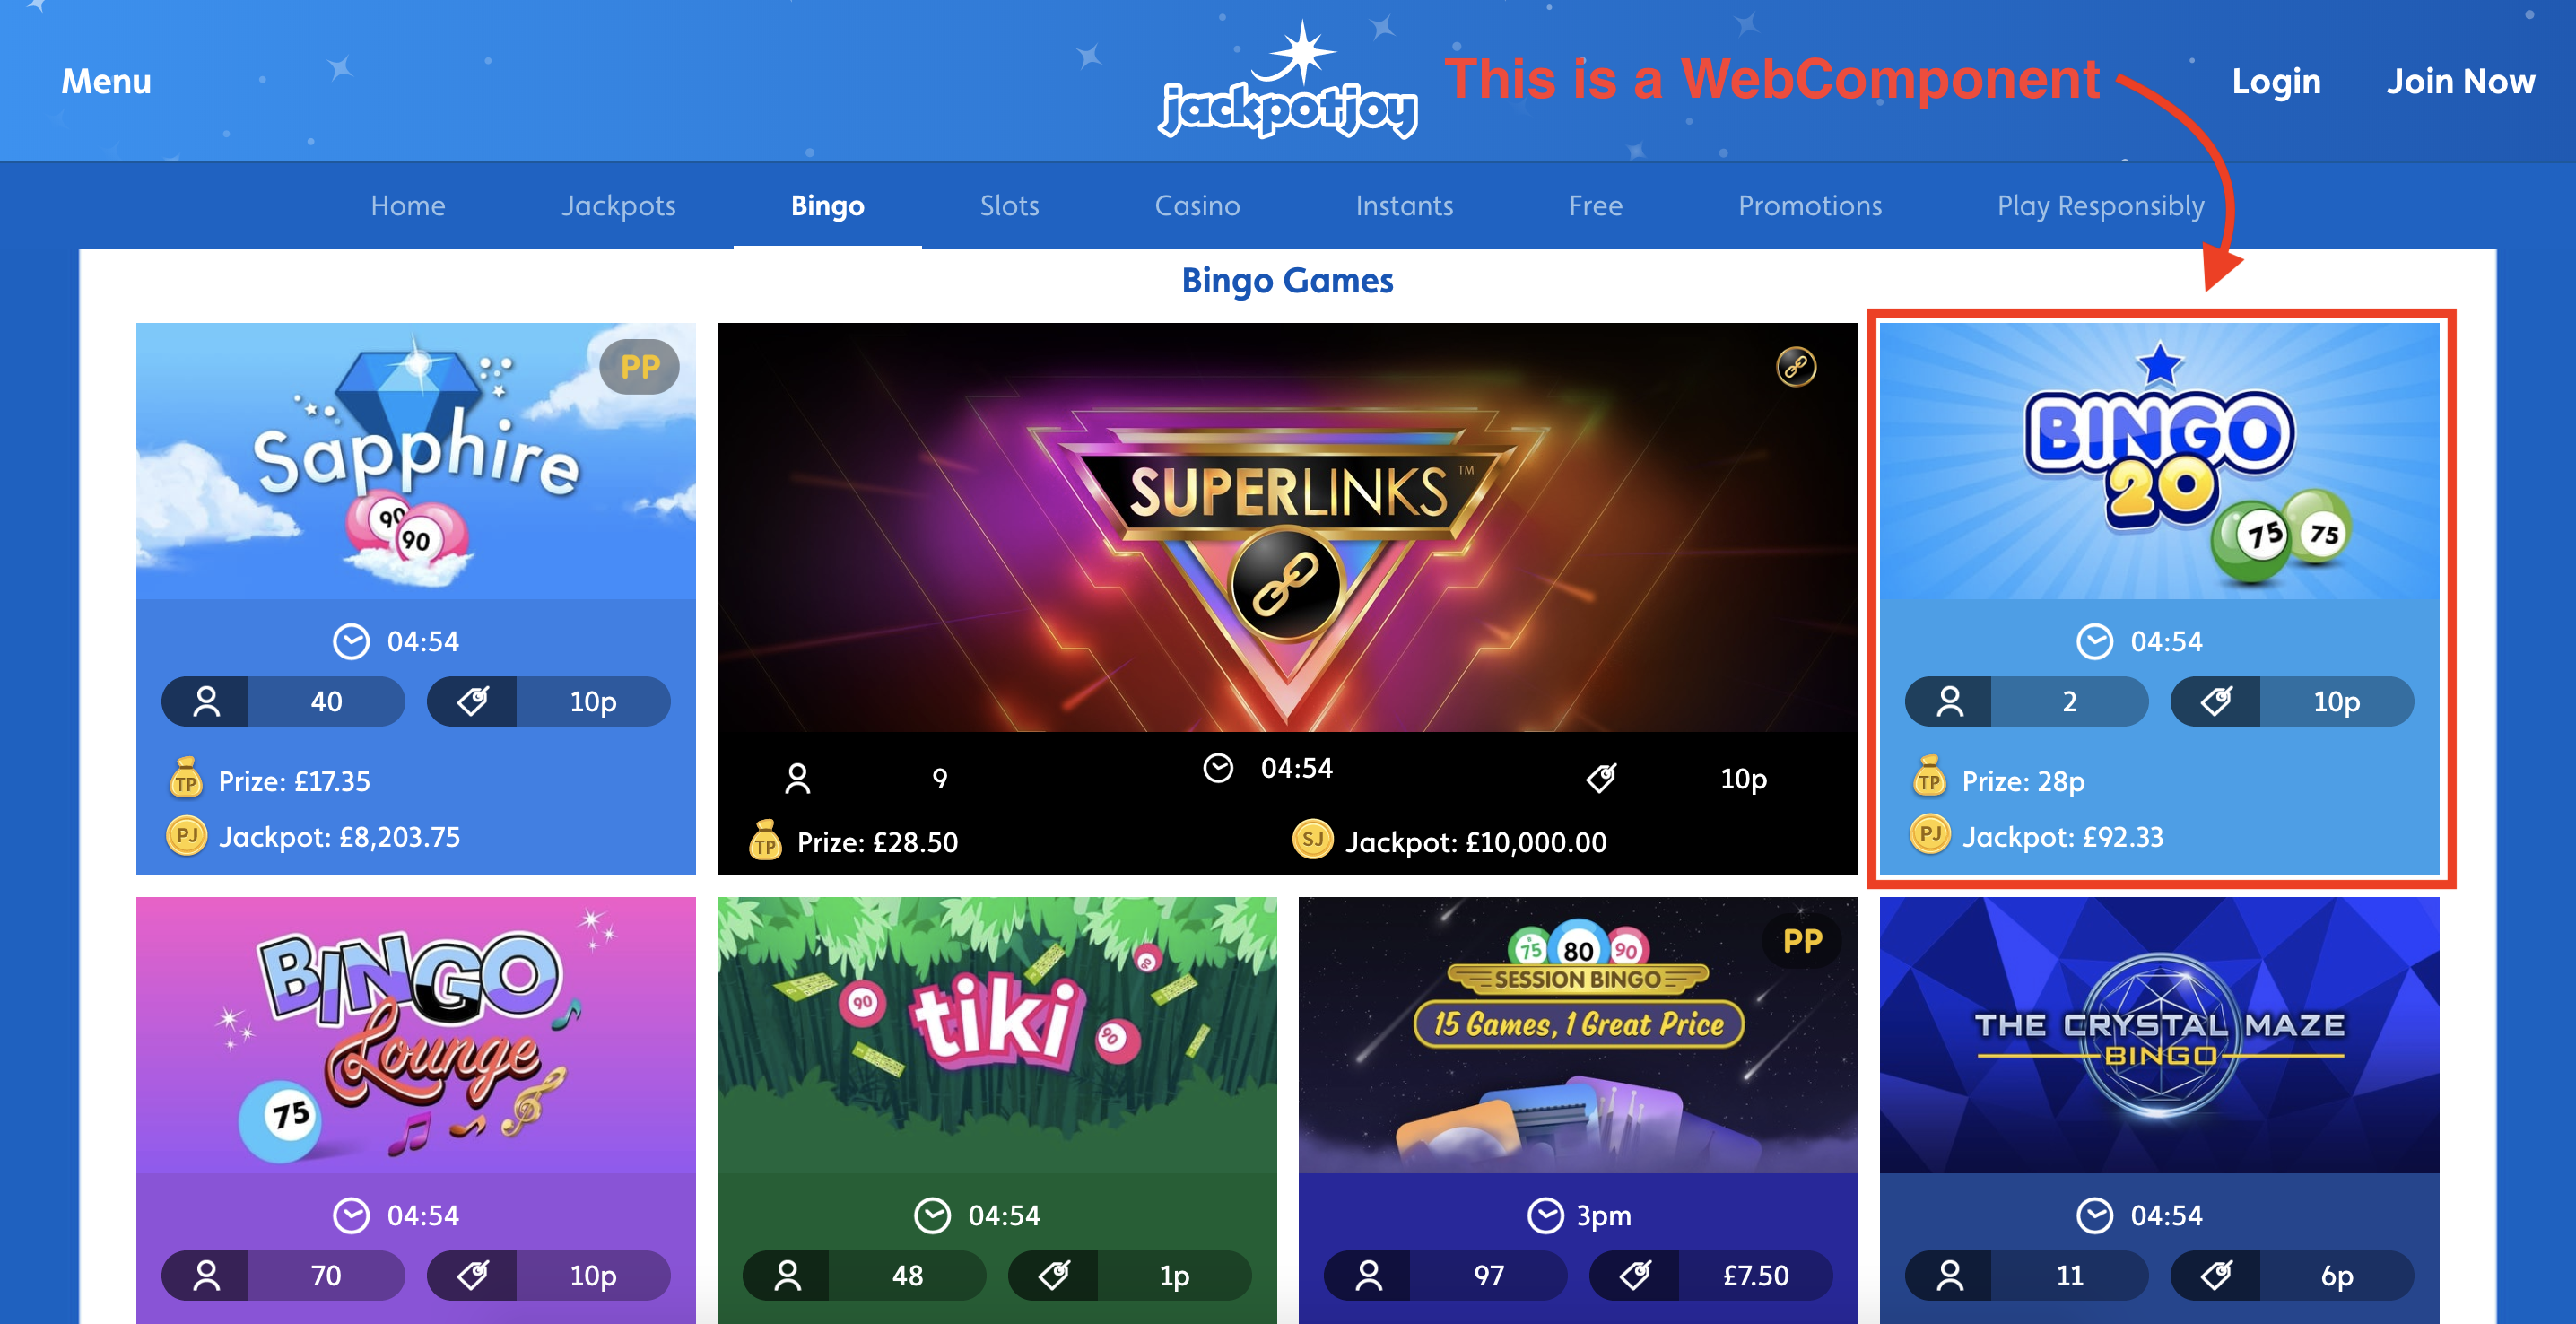 Menu
jackpotjoy
This is a WebComponent
Login
Join Now
Home
Jackpots
Bingo
Slots
Casino
Instants
Free
Promotions
Play Responsibly
Bingo Games
PP
Sapphire
90
90
04:54
40
10p
TP
Prize: £17.35
PJ
Jackpot: £8,203.75
SUPERLINKS™
9
04:54
10p
TP
Prize: £28.50
SJ
Jackpot: £10,000.00
BINGO
20
75
75
04:54
2
10p
TP
Prize: 28p
PJ
Jackpot: £92.33
BINGO
Lounge
75
04:54
70
10p
90
90
tiki
90
04:54
48
1p
75
80
90
PP
SESSION BINGO
15 Games, 1 Great Price
3pm
97
£7.50
THE CRYSTAL MAZE
BINGO
04:54
11
6p